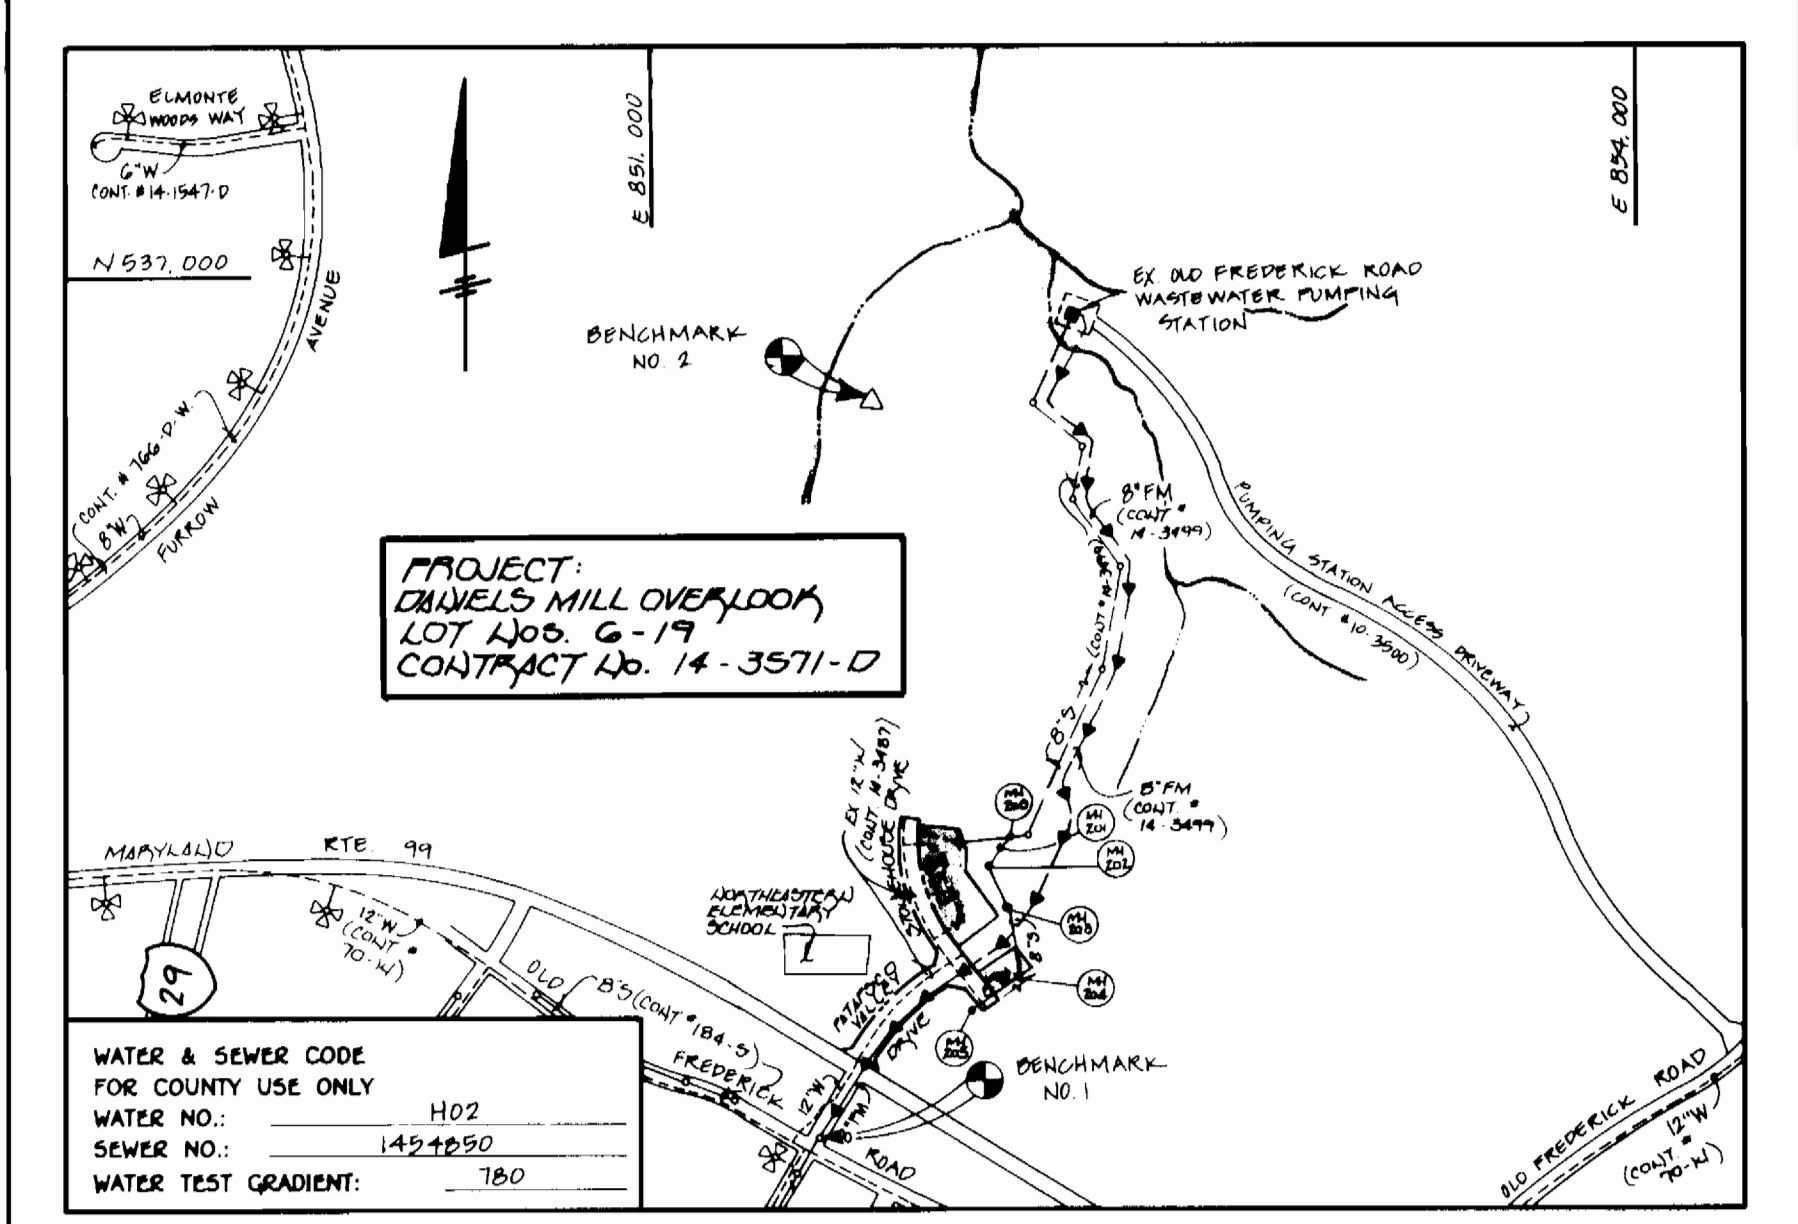 ELMONTE
WOODS WAY
6"W
CONT. # 14-1547-D
N 537,000
E 851,000
E 854,000
AVENUE
FURROW
CONT. # 766-D-W.
8"W
BENCHMARK
NO. 2
EX. OLD FREDERICK ROAD
WASTEWATER PUMPING
STATION
8"FM
(CONT #
14-3499)
PUMPING STATION ACCESS DRIVEWAY
(CONT #10-3500)
PROJECT:
DANIELS MILL OVERLOOK
LOT Nos. 6-19
CONTRACT No. 14-3571-D
8"S
8"FM
(CONT. #
14-3499)
EX 12"W
(CONT. 14-3487)
DRIVE
MH
200
MH
201
MH
202
MH
203
MH
204
MH
205
8"S
MARYLAND RTE. 99
NORTHEASTERN
ELEMENTARY
SCHOOL
12"W
(CONT #
70-W)
29
OLD
8"S (CONT #184-S)
FREDERICK
ROAD
PATAPSCO
VALLEY
DRIVE
12"W
8"FM
BENCHMARK
NO. 1
OLD FREDERICK ROAD
12"W
(CONT. #
70-W)
WATER & SEWER CODE
FOR COUNTY USE ONLY
WATER NO.: H02
SEWER NO.: 1454850
WATER TEST GRADIENT: 780